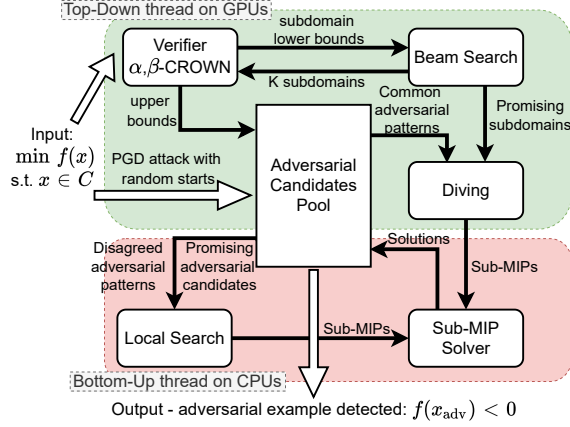 Top-Down thread on GPUs
subdomain
lower bounds
Verifier
α,β-CROWN
Beam Search
K subdomains
upper
bounds
Common
adversarial
patterns
Promising
subdomains
Input:
min f(x)
s.t. x ∈ C
PGD attack with
random starts
Adversarial
Candidates
Pool
Diving
Disagreed
adversarial
patterns
Promising
adversarial
candidates
Solutions
Sub-MIPs
Local Search
Sub-MIPs
Sub-MIP
Solver
Bottom-Up thread on CPUs
Output - adversarial example detected: f(x_adv) < 0